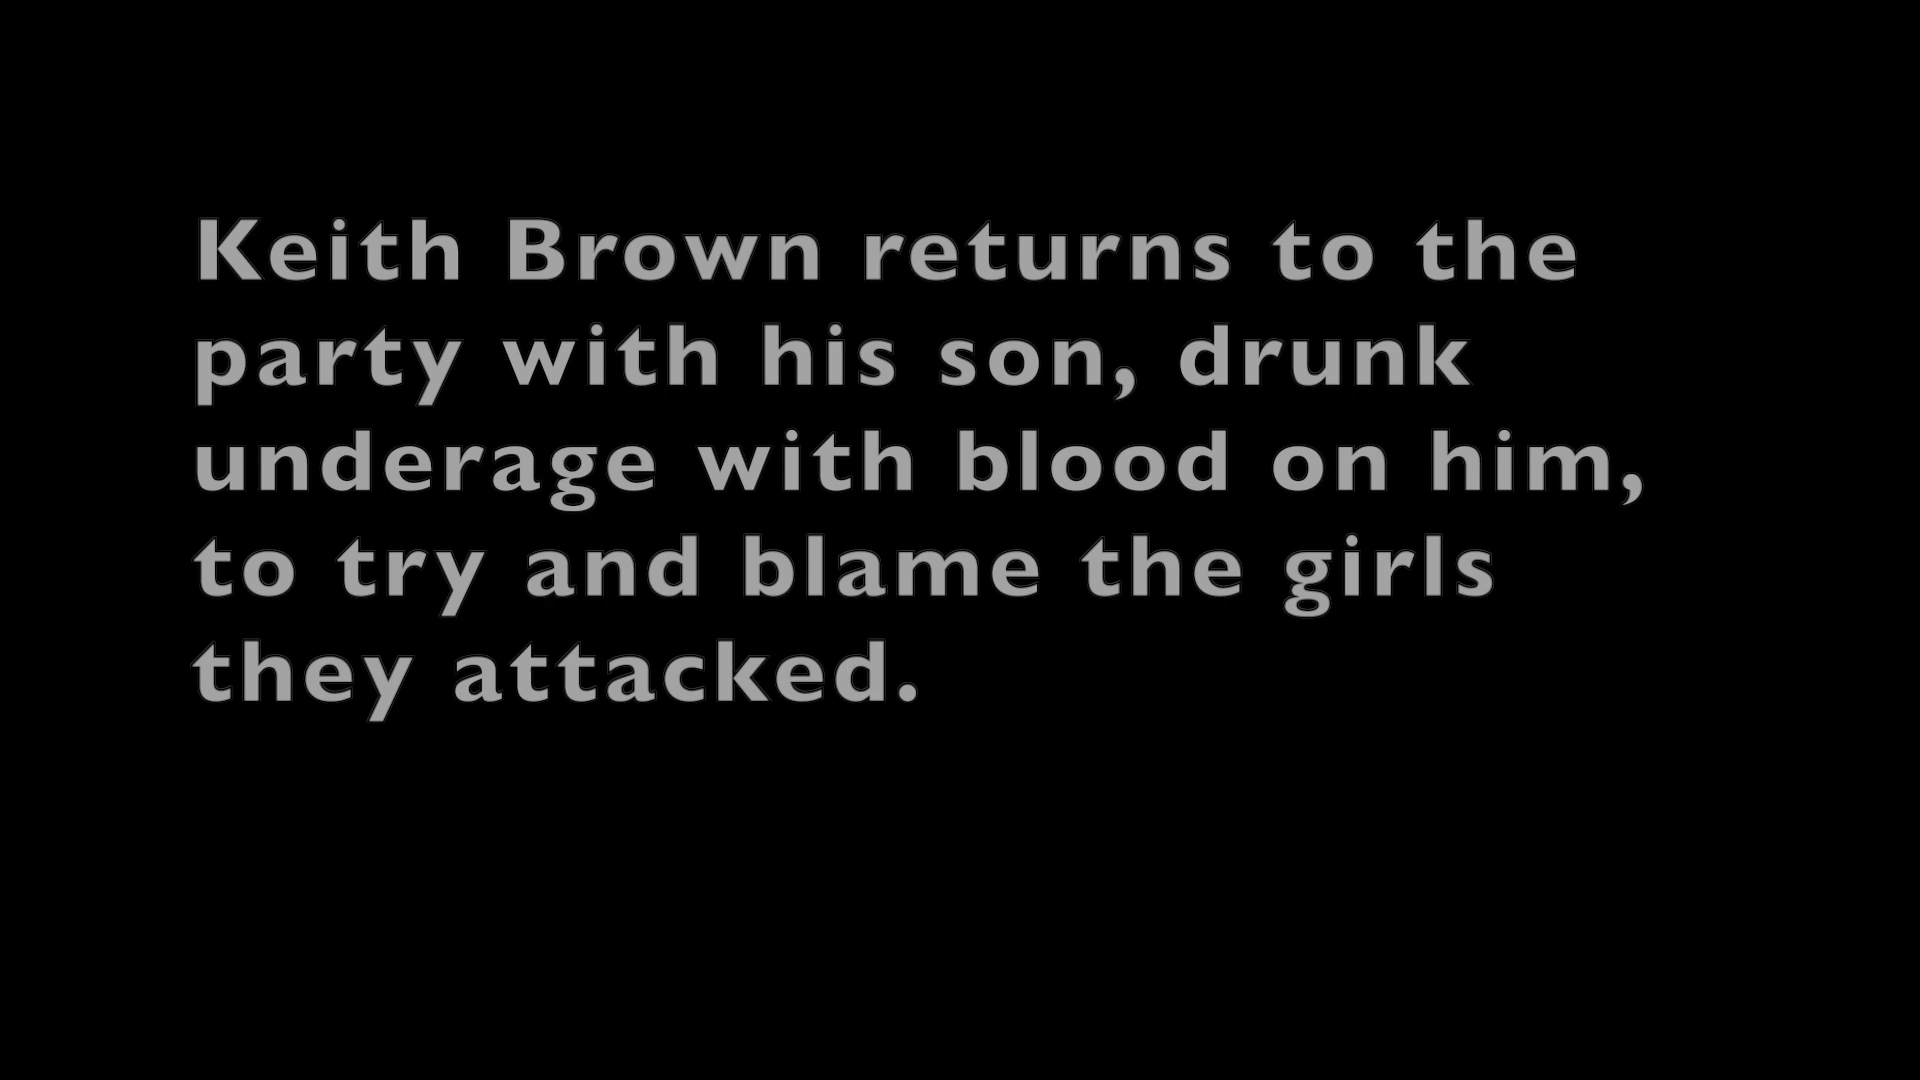 Keith Brown returns to the
party with his son, drunk
underage with blood on him,
to try and blame the girls
they attacked.